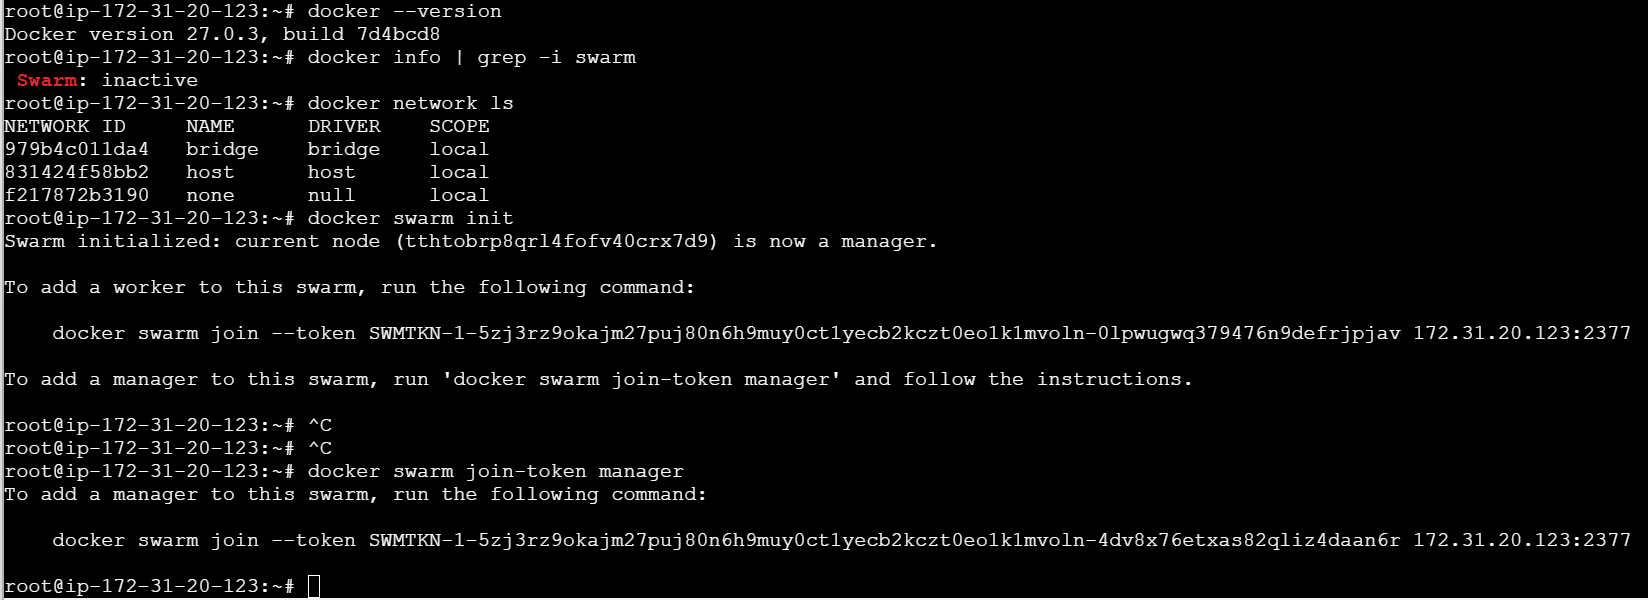 root@ip-172-31-20-123:~# docker --version
Docker version 27.0.3, build 7d4bcd8
root@ip-172-31-20-123:~# docker info | grep -i swarm
 Swarm: inactive
root@ip-172-31-20-123:~# docker network ls
NETWORK ID     NAME      DRIVER    SCOPE
979b4c011da4   bridge    bridge    local
831424f58bb2   host      host      local
f217872b3190   none      null      local
root@ip-172-31-20-123:~# docker swarm init
Swarm initialized: current node (tthtobrp8qrl4fofv40crx7d9) is now a manager.

To add a worker to this swarm, run the following command:

    docker swarm join --token SWMTKN-1-5zj3rz9okajm27puj80n6h9muy0ct1yecb2kczt0eo1k1mvoln-0lpwugwq379476n9defrjpjav 172.31.20.123:2377

To add a manager to this swarm, run 'docker swarm join-token manager' and follow the instructions.

root@ip-172-31-20-123:~# ^C
root@ip-172-31-20-123:~# ^C
root@ip-172-31-20-123:~# docker swarm join-token manager
To add a manager to this swarm, run the following command:

    docker swarm join --token SWMTKN-1-5zj3rz9okajm27puj80n6h9muy0ct1yecb2kczt0eo1k1mvoln-4dv8x76etxas82qliz4daan6r 172.31.20.123:2377

root@ip-172-31-20-123:~#